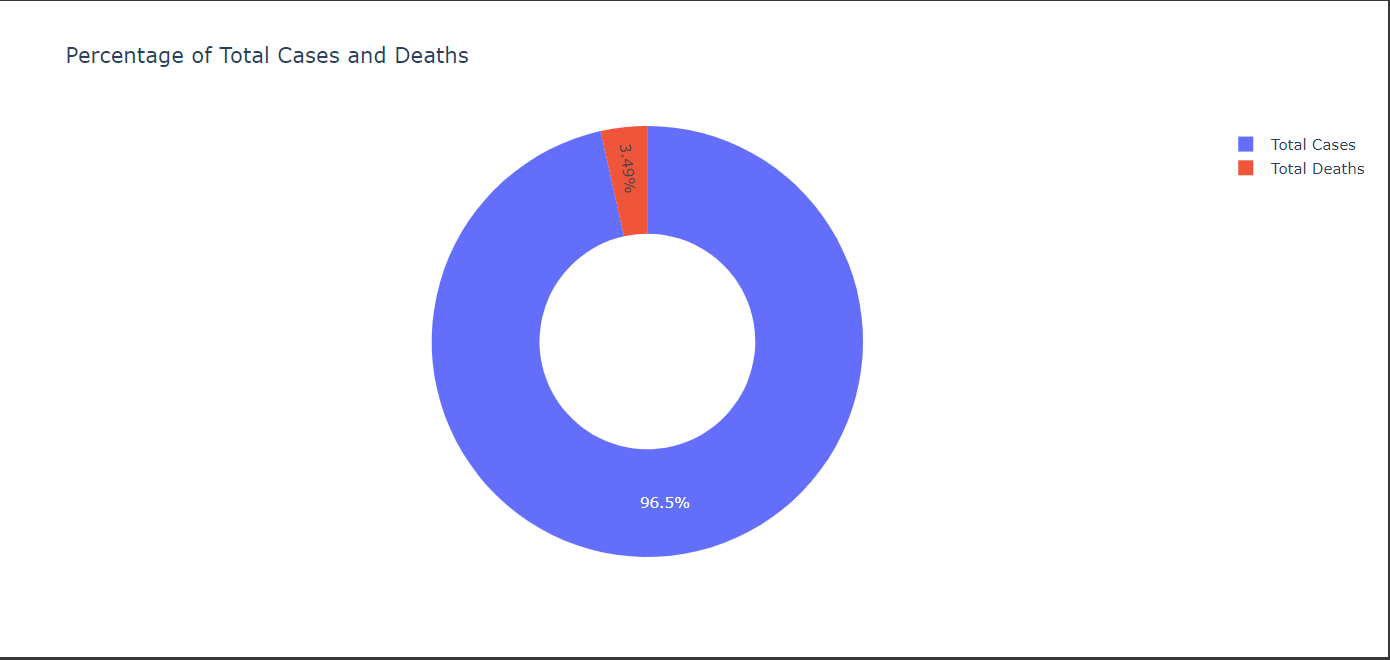 Percentage of Total Cases and Deaths
Total Cases
Total Deaths
3.49%
96.5%